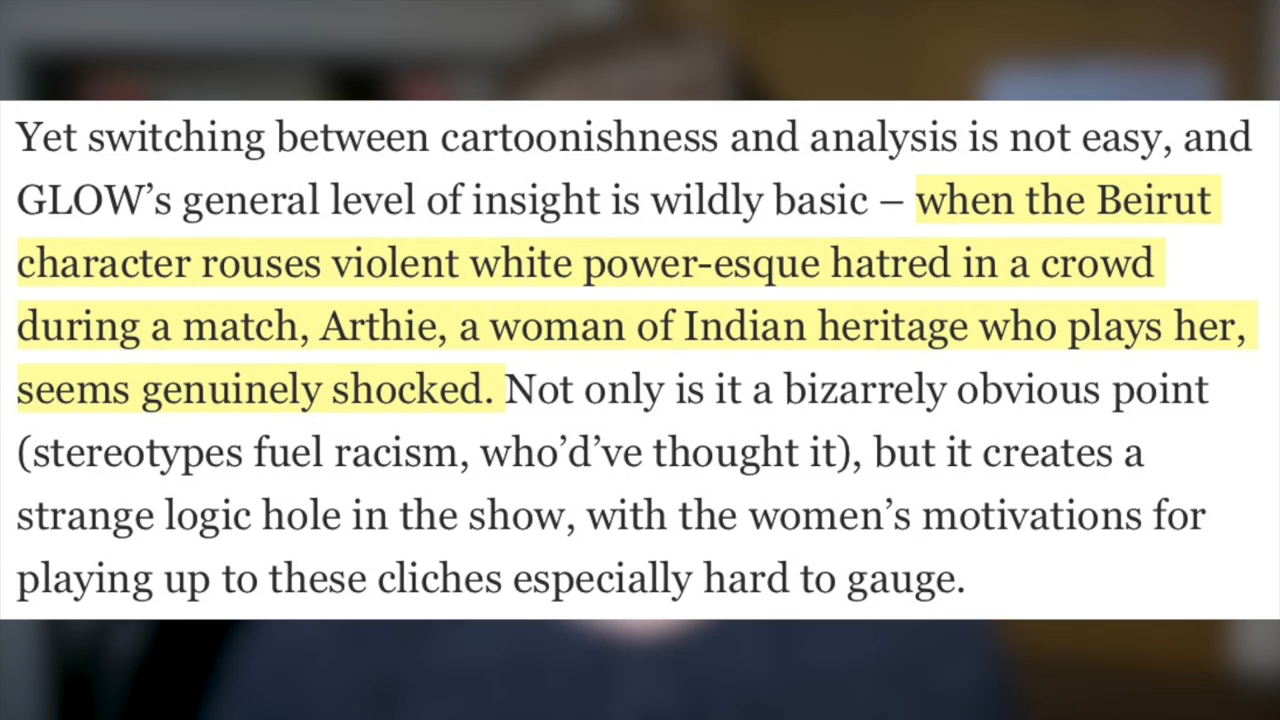 Yet switching between cartoonishness and analysis is not easy, and
GLOW’s general level of insight is wildly basic – when the Beirut
character rouses violent white power-esque hatred in a crowd
during a match, Arthie, a woman of Indian heritage who plays her,
seems genuinely shocked. Not only is it a bizarrely obvious point
(stereotypes fuel racism, who’d’ve thought it), but it creates a
strange logic hole in the show, with the women’s motivations for
playing up to these cliches especially hard to gauge.